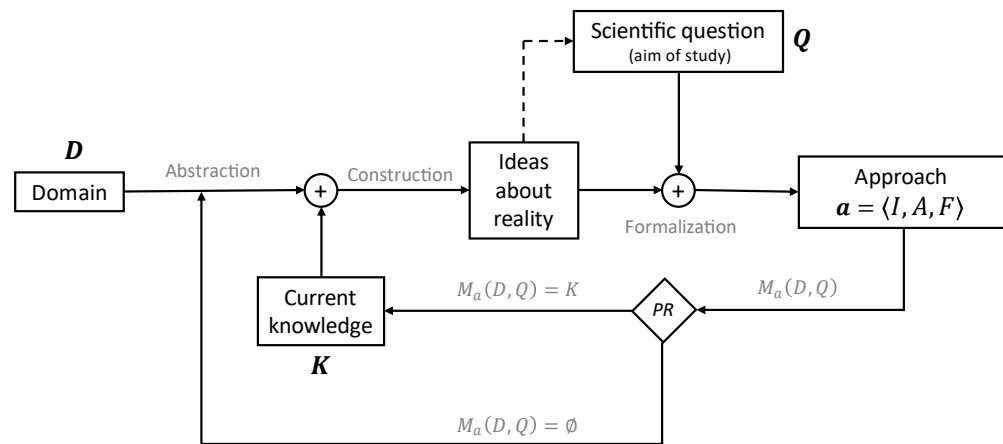 Scientific question
(aim of study)
Q
D
Abstraction
Domain
+
Construction
Ideas
about
reality
+
Formalization
Approach
a = ⟨I, A, F⟩
Current
knowledge
K
M_a(D, Q) = K
PR
M_a(D, Q)
M_a(D, Q) = ∅